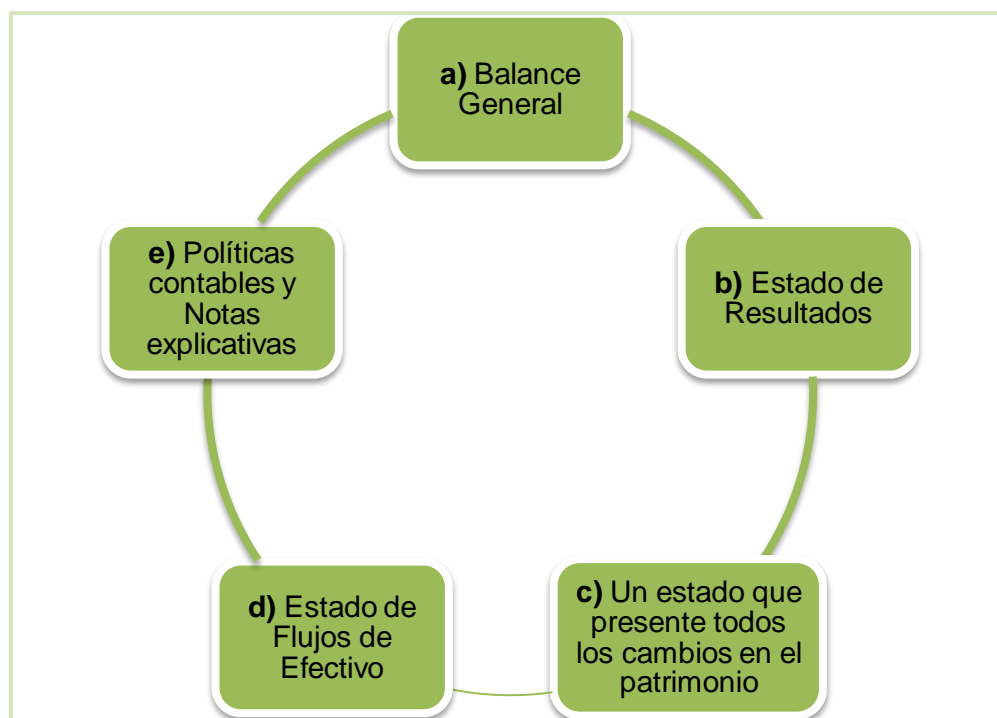 a) Balance
General
b) Estado de
Resultados
c) Un estado que
presente todos
los cambios en el
patrimonio
d) Estado de
Flujos de
Efectivo
e) Políticas
contables y
Notas
explicativas